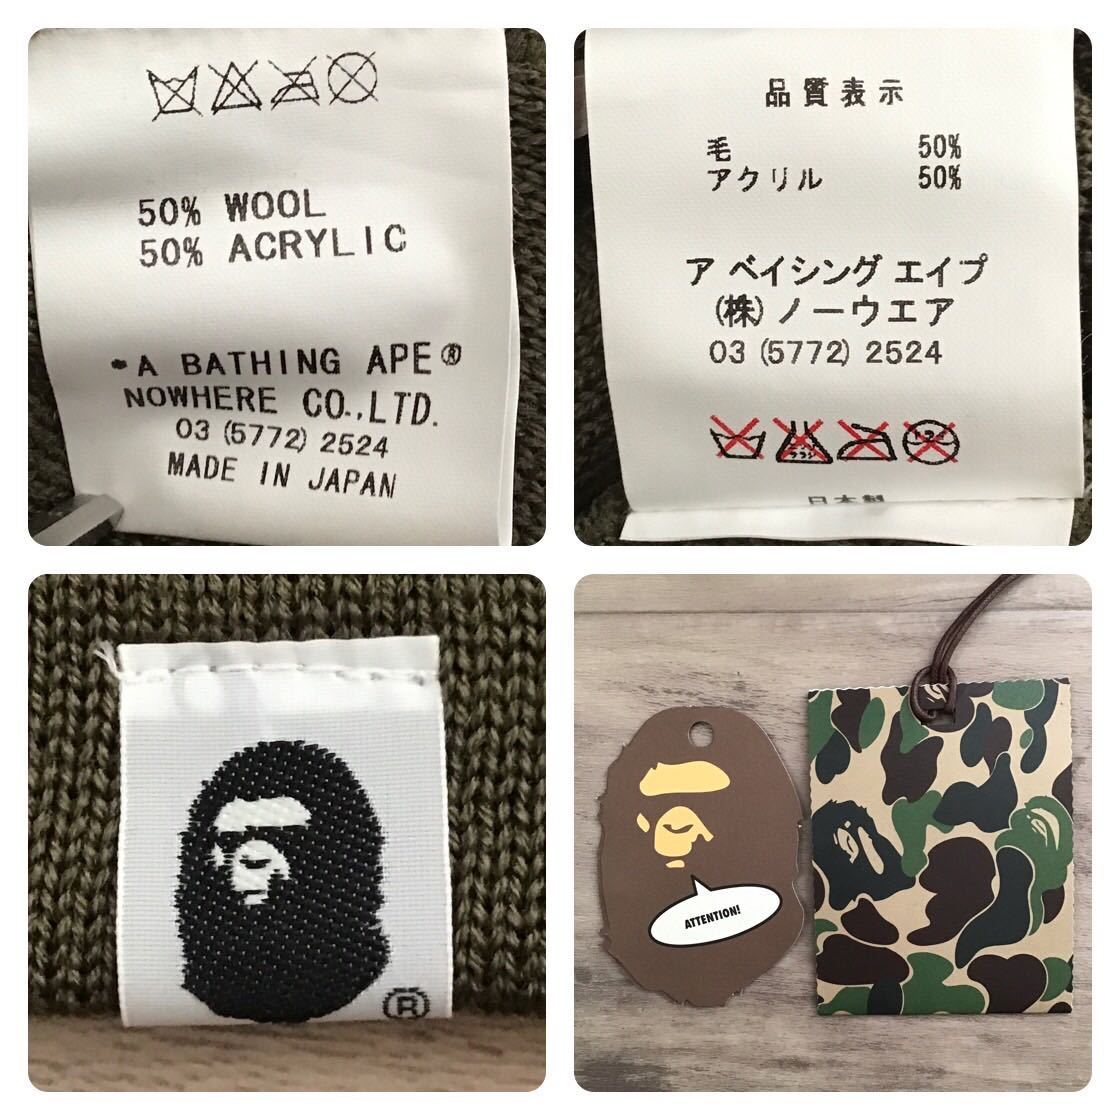 50% WOOL
50% ACRYLIC
*A BATHING APE®
NOWHERE CO.,LTD.
03 (5772) 2524
MADE IN JAPAN
品質表示
毛 50%
アクリル 50%
ア ベイシング エイプ
(株) ノーウエア
03 (5772) 2524
日本製
®
ATTENTION!